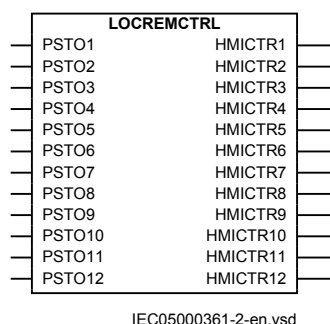 LOCREMCTRL
PSTO1 HMICTR1
PSTO2 HMICTR2
PSTO3 HMICTR3
PSTO4 HMICTR4
PSTO5 HMICTR5
PSTO6 HMICTR6
PSTO7 HMICTR7
PSTO8 HMICTR8
PSTO9 HMICTR9
PSTO10 HMICTR10
PSTO11 HMICTR11
PSTO12 HMICTR12
IEC05000361-2-en.vsd